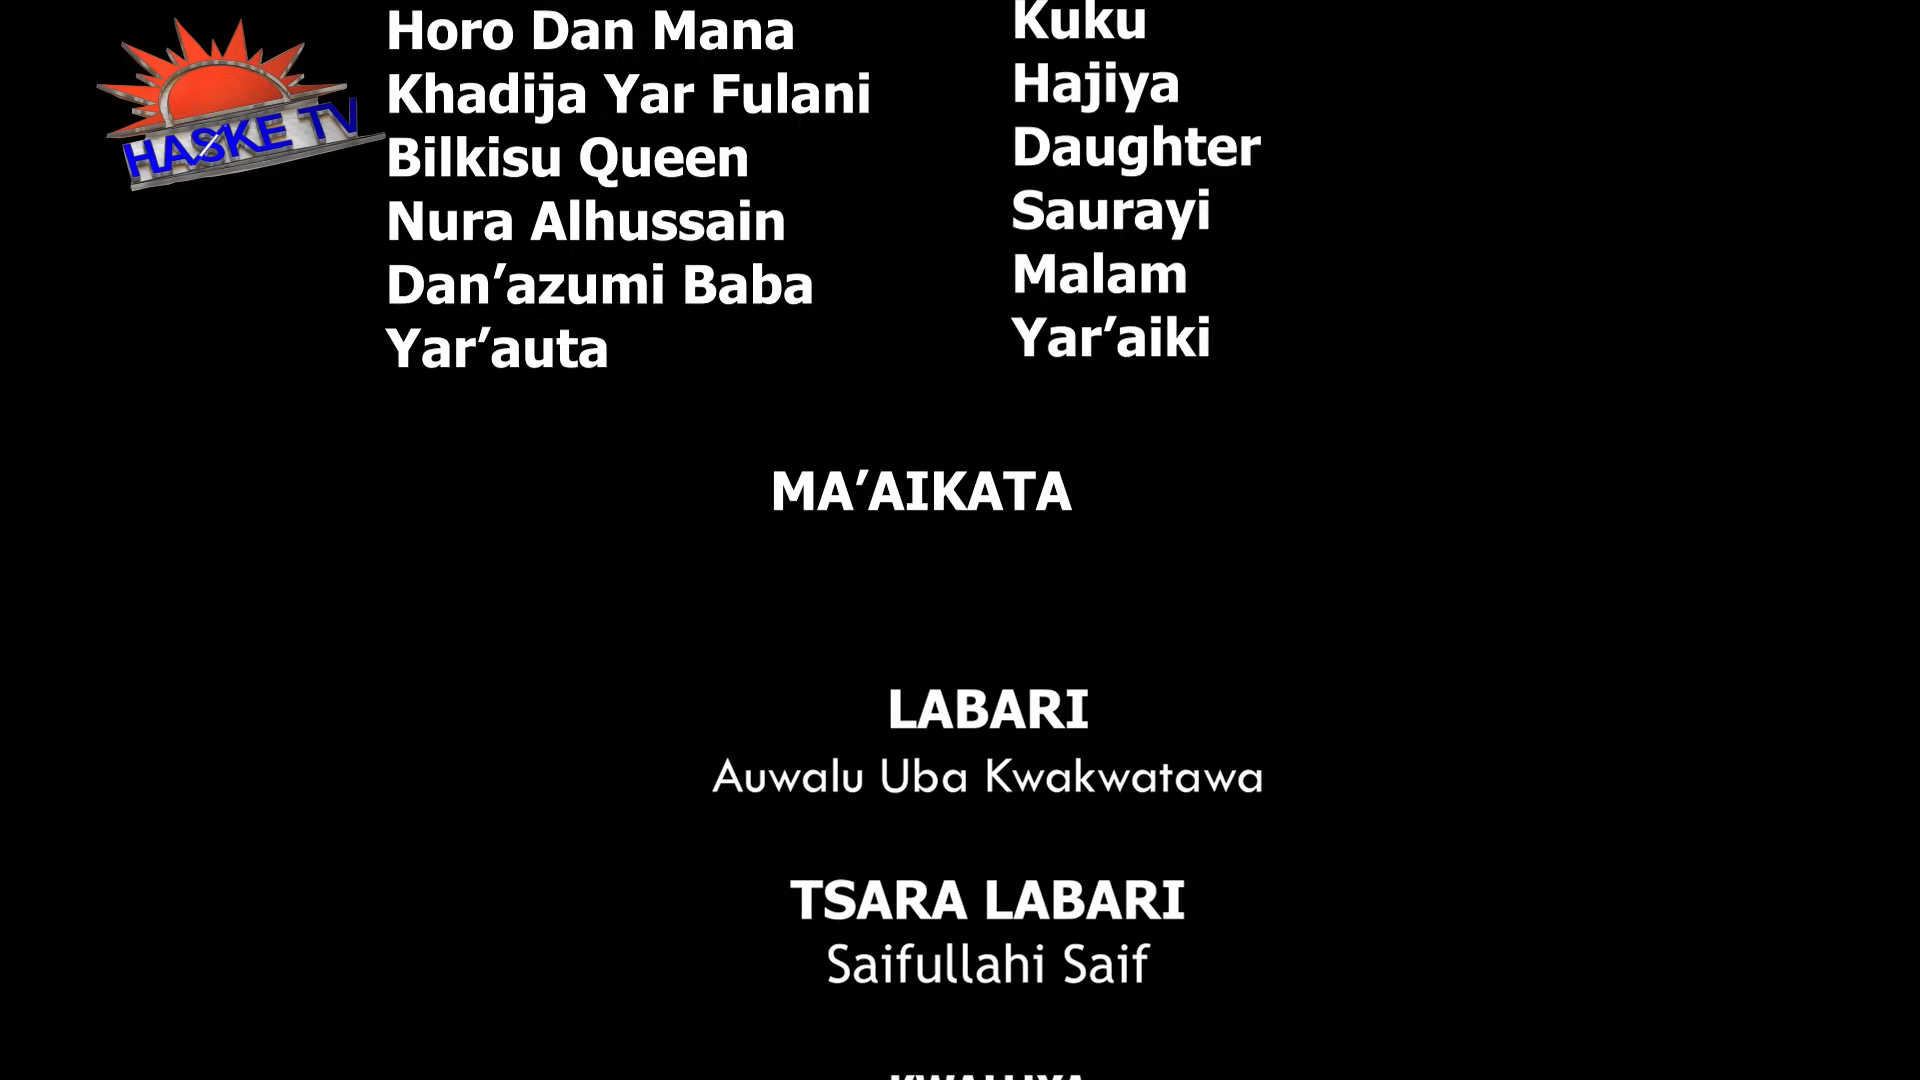 HASKE TV
Horo Dan Mana Kuku
Khadija Yar Fulani Hajiya
Bilkisu Queen Daughter
Nura Alhussain Saurayi
Dan’azumi Baba Malam
Yar’auta Yar’aiki
MA’AIKATA
LABARI
Auwalu Uba Kwakwatawa
TSARA LABARI
Saifullahi Saif